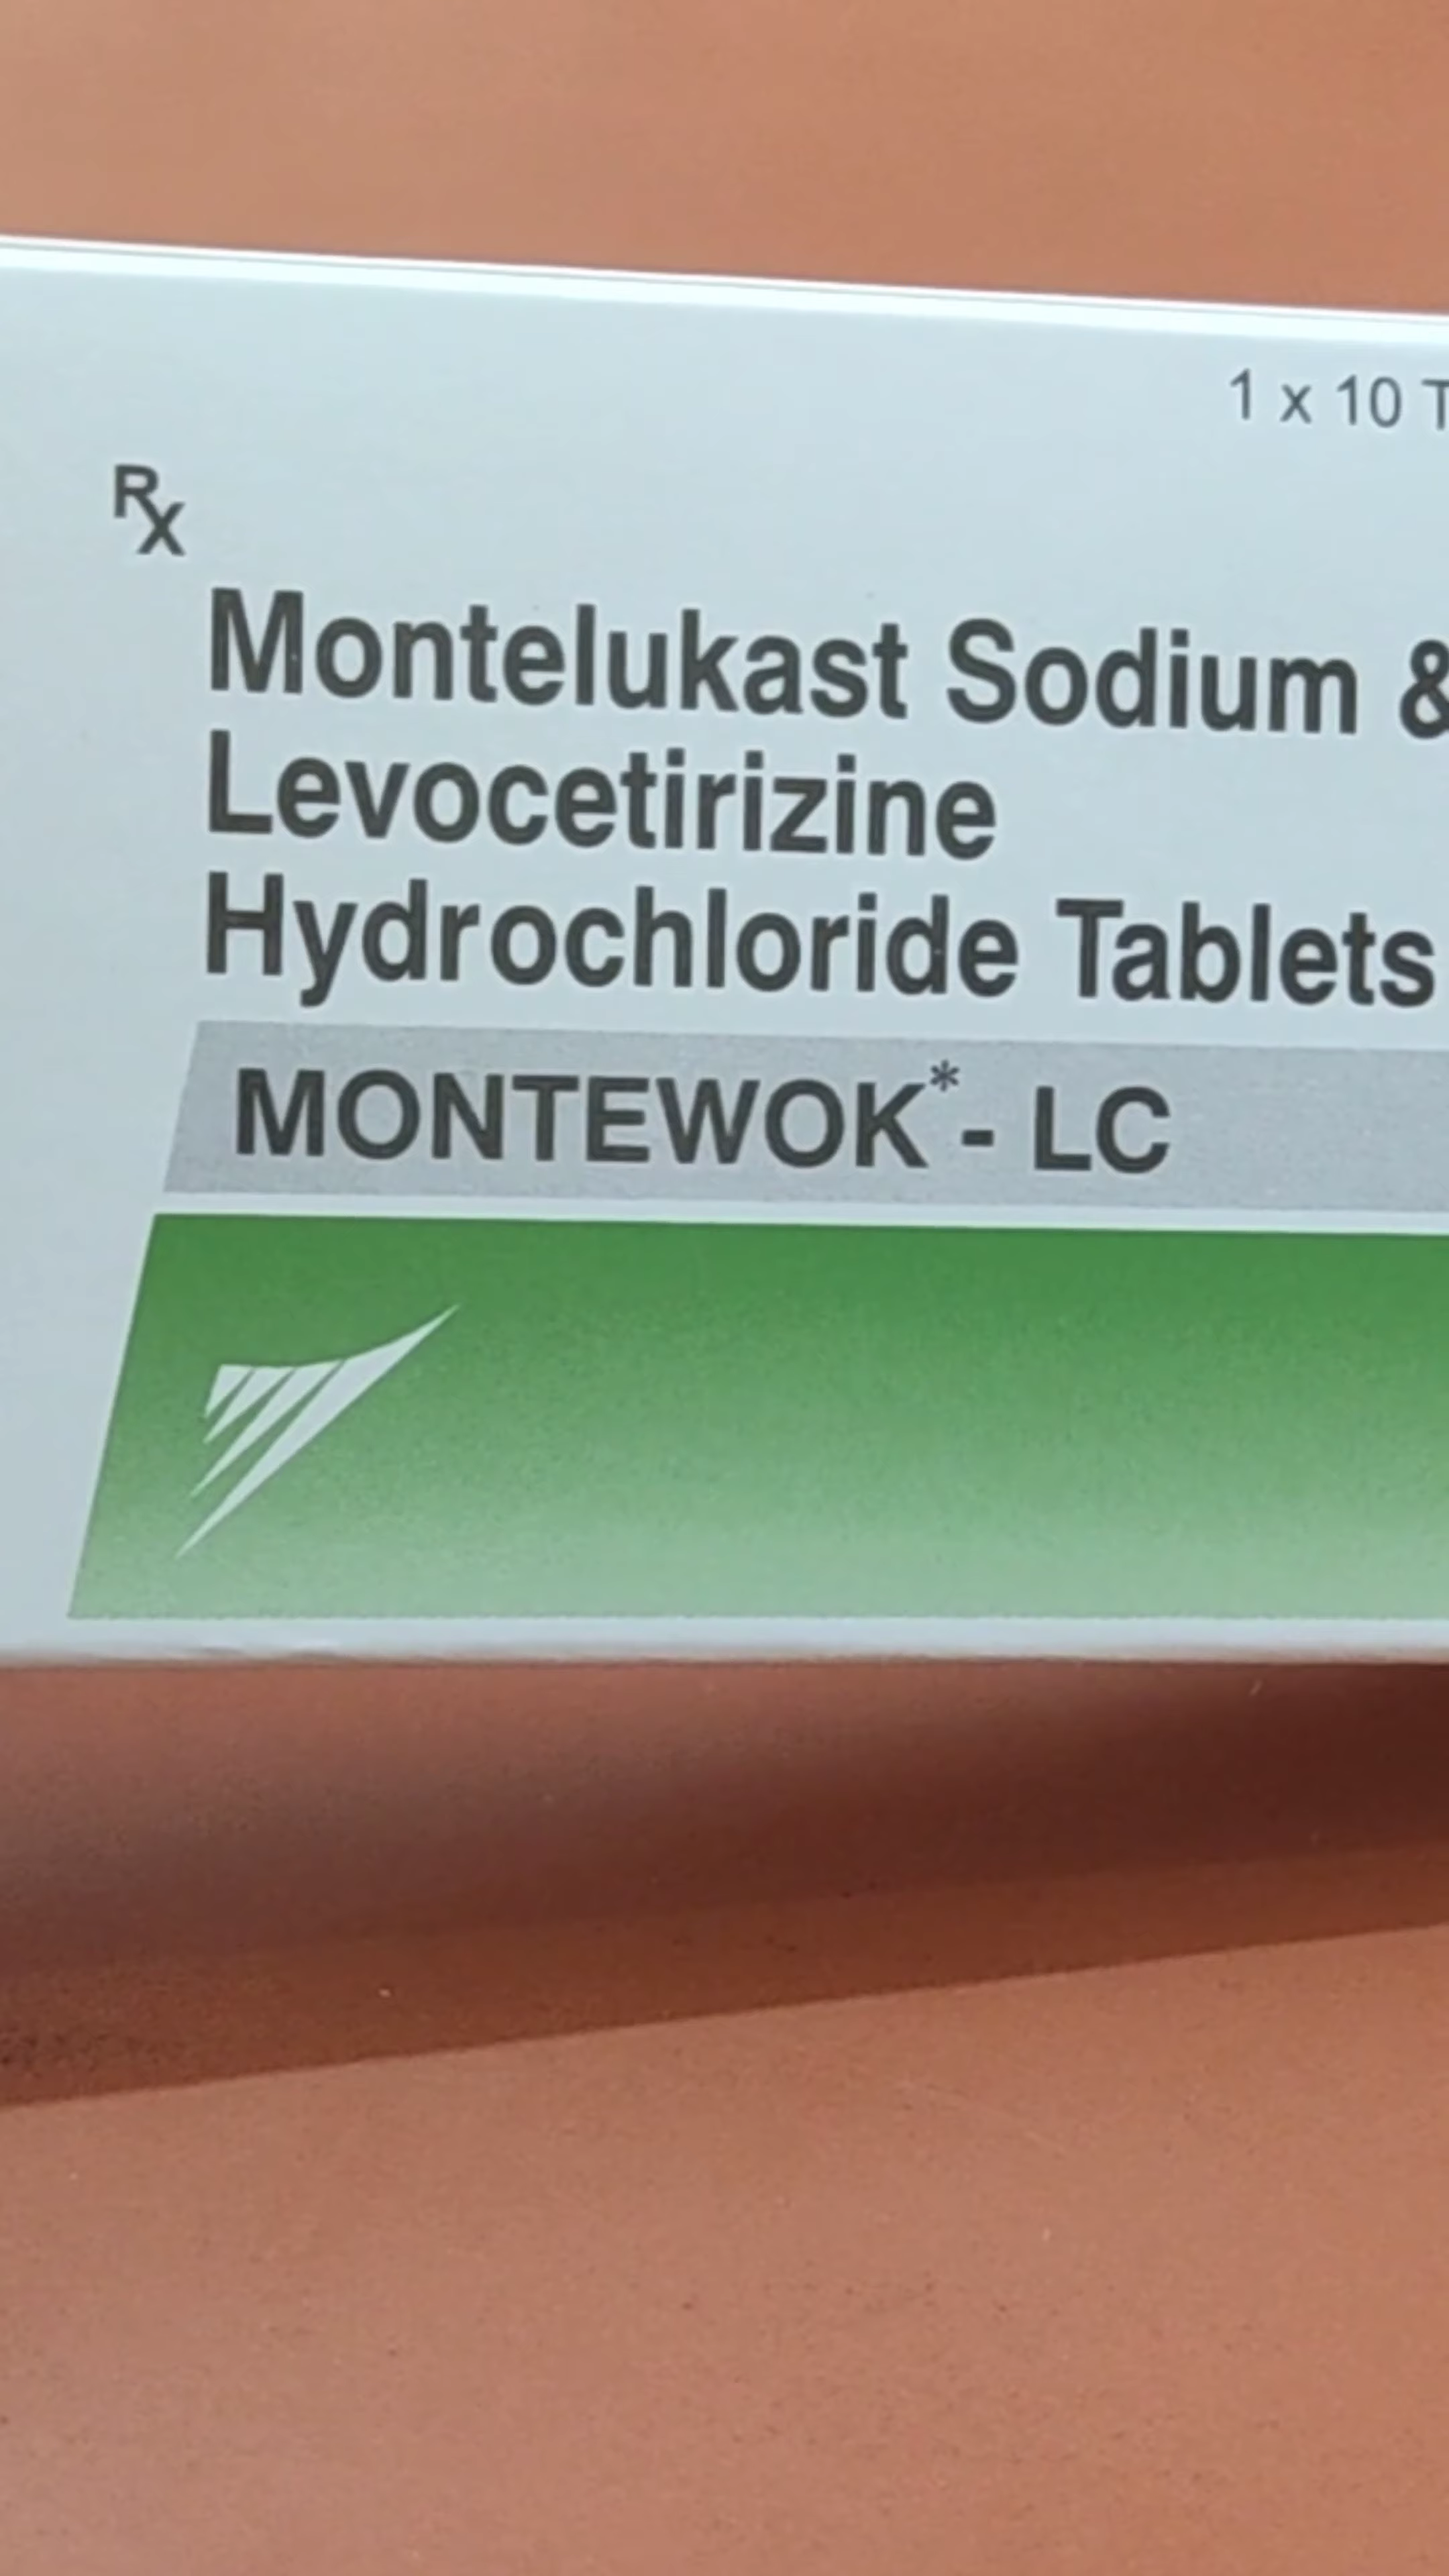 1 x 10 T
Rx
Montelukast Sodium &
Levocetirizine
Hydrochloride Tablets
MONTEWOK* - LC